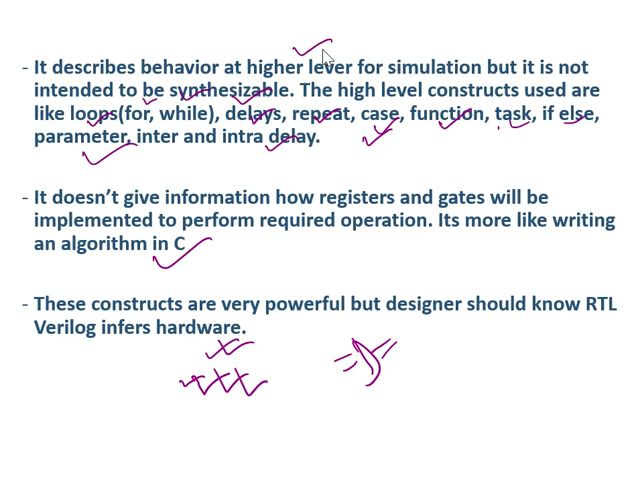 - It describes behavior at higher lever for simulation but it is not
intended to be synthesizable. The high level constructs used are
like loops(for, while), delays, repeat, case, function, task, if else,
parameter, inter and intra delay.
- It doesn't give information how registers and gates will be
implemented to perform required operation. Its more like writing
an algorithm in C
- These constructs are very powerful but designer should know RTL
Verilog infers hardware.